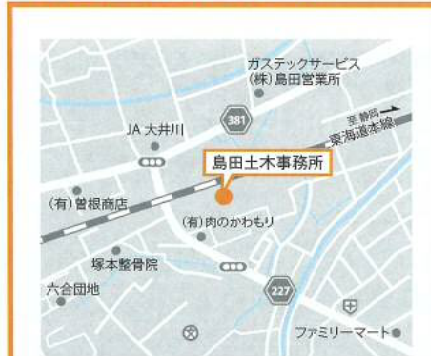 ガステックサービス
(株)島田営業所
381
至 静岡
東海道本線
JA 大井川
島田土木事務所
(有)曽根商店
(有)肉のかわもり
塚本整骨院
六合団地
227
ファミリーマート